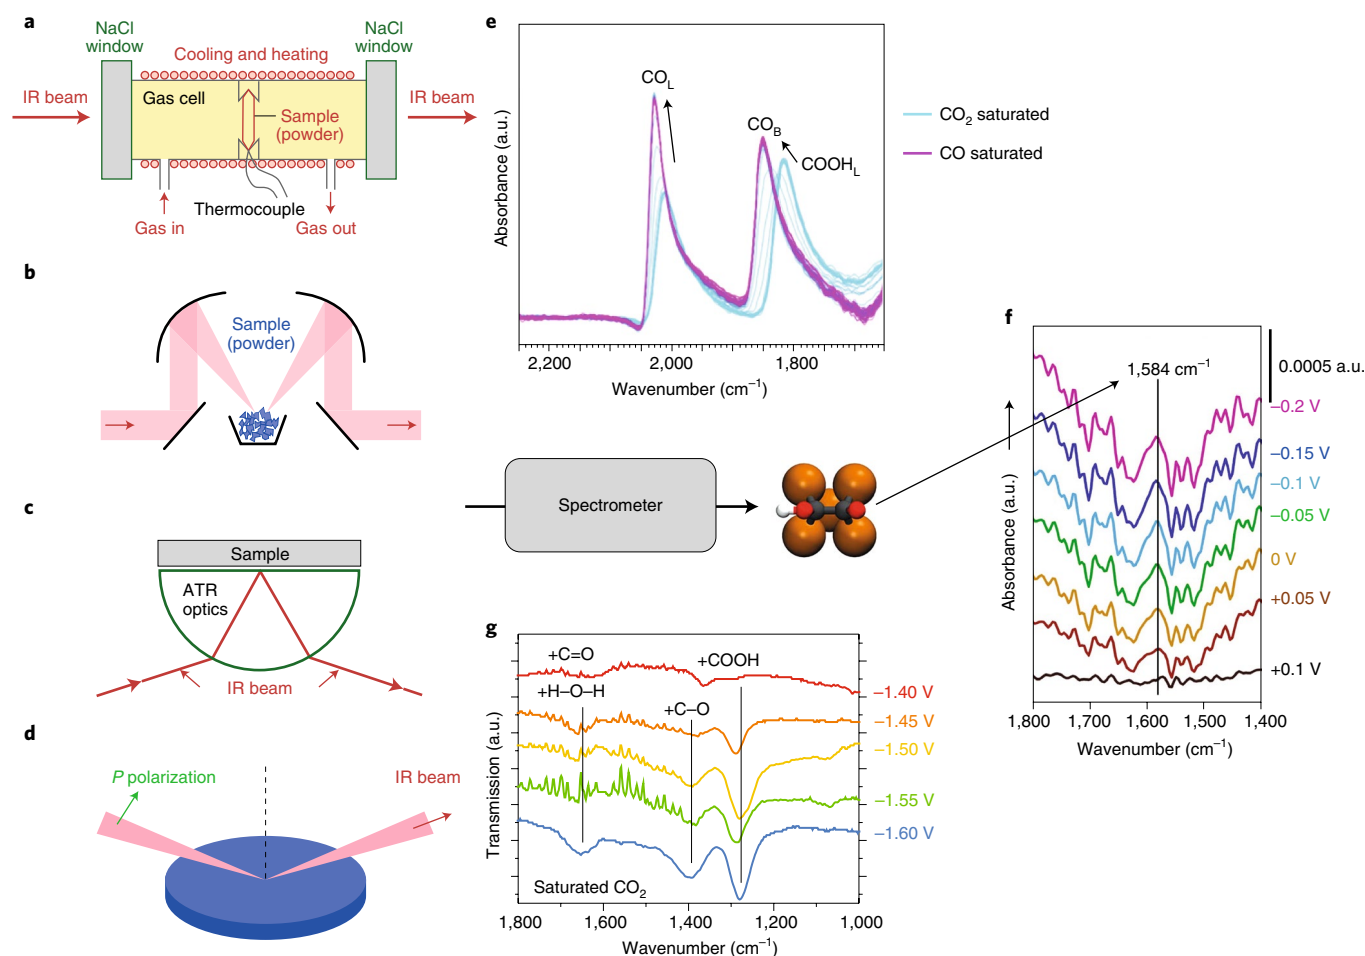 a
NaCl
window
NaCl
window
Cooling and heating
IR beam
Gas cell
Sample
(powder)
IR beam
Thermocouple
Gas in
Gas out
b
Sample
(powder)
c
Sample
ATR
optics
IR beam
d
P polarization
IR beam
e
Absorbance (a.u.)
CO_L
CO_B
COOH_L
2,200
2,000
1,800
Wavenumber (cm⁻¹)
CO₂ saturated
CO saturated
Spectrometer
f
1,584 cm⁻¹
0.0005 a.u.
Absorbance (a.u.)
−0.2 V
−0.15 V
−0.1 V
−0.05 V
0 V
+0.05 V
+0.1 V
1,800
1,700
1,600
1,500
1,400
Wavenumber (cm⁻¹)
g
Transmission (a.u.)
+C=O
+COOH
+H–O–H
+C–O
−1.40 V
−1.45 V
−1.50 V
−1.55 V
−1.60 V
Saturated CO₂
1,800
1,600
1,400
1,200
1,000
Wavenumber (cm⁻¹)